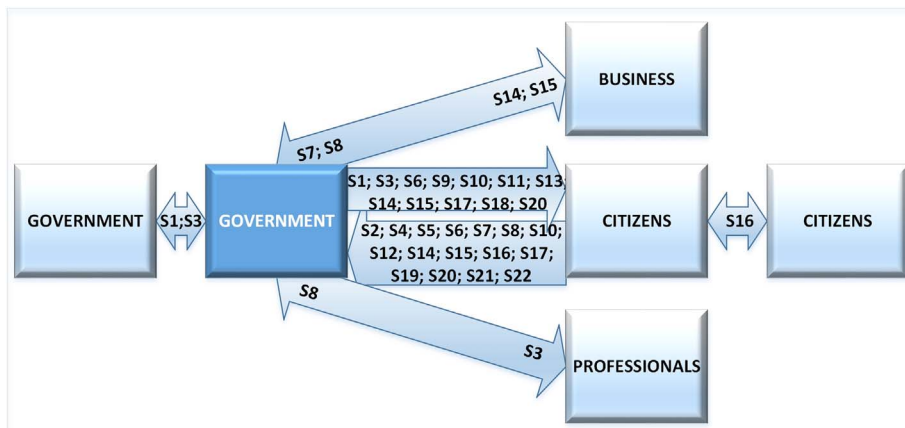 BUSINESS
S14; S15
S7; S8
GOVERNMENT
S1;S3
GOVERNMENT
S1; S3; S6; S9; S10; S11; S13;
S14; S15; S17; S18; S20
S2; S4; S5; S6; S7; S8; S10;
S12; S14; S15; S16; S17;
S19; S20; S21; S22
CITIZENS
S16
CITIZENS
S8
S3
PROFESSIONALS